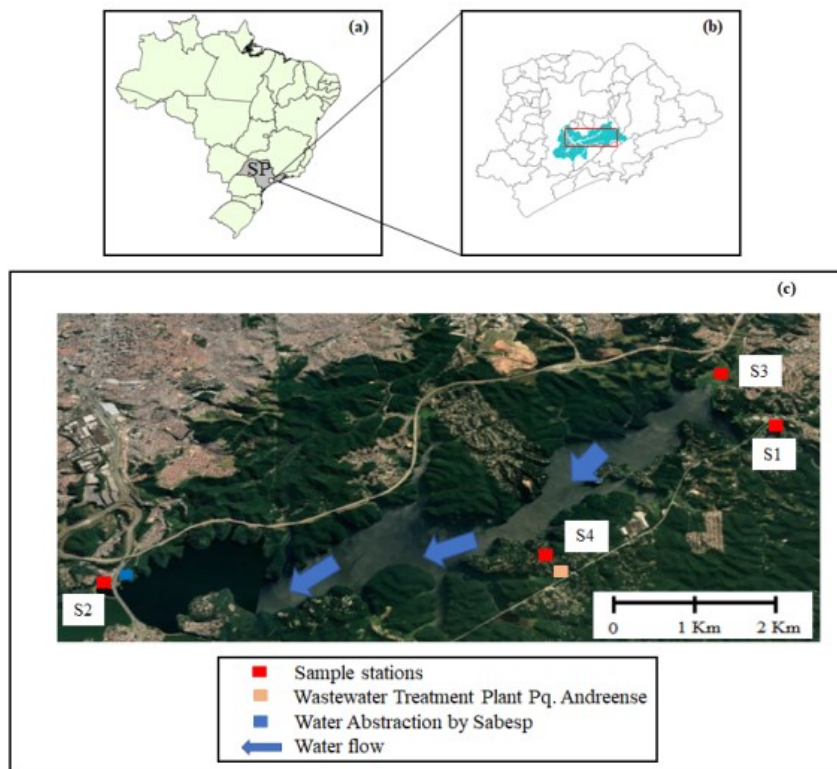 (a)
SP
(b)
(c)
S3
S1
S4
S2
0 1 Km 2 Km
Sample stations
Wastewater Treatment Plant Pq. Andreense
Water Abstraction by Sabesp
Water flow